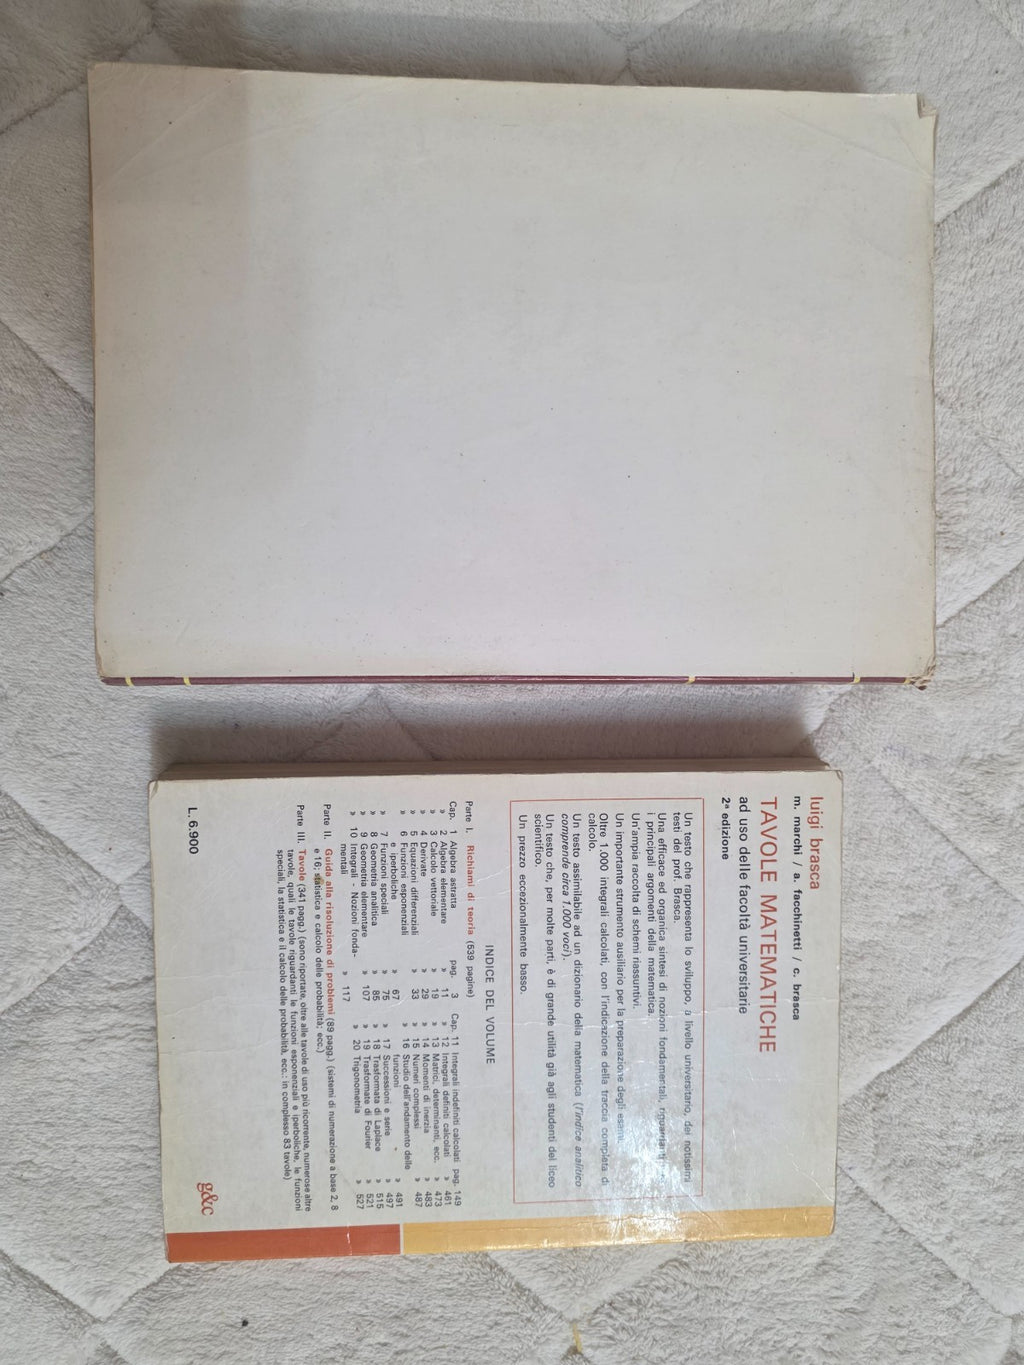 luigi brasca
m. marchi / a. facchinetti / c. brasca
TAVOLE MATEMATICHE
ad uso delle facoltà universitarie
2ª edizione
Un testo che rappresenta lo sviluppo, a livello universitario, dei notissimi
testi del prof. Brasca.
Una efficace ed organica sintesi di nozioni fondamentali, riguardanti
i principali argomenti della matematica.
Un'ampia raccolta di schemi riassuntivi.
Un importante strumento ausiliario per la preparazione degli esami.
Oltre 1.000 integrali calcolati, con l'indicazione della traccia completa di
calcolo.
Un testo assimilabile ad un dizionario della matematica (l'indice analitico
comprende circa 1.000 voci).
Un testo che, per molte parti, è di grande utilità già agli studenti del liceo
scientifico.
Un prezzo eccezionalmente basso.
INDICE DEL VOLUME
Parte I. Richiami di teoria (539 pagine)
Cap. 1 Algebra astratta pag. 3
» 2 Algebra elementare » 11
» 3 Calcolo vettoriale » 19
» 4 Derivate » 29
» 5 Equazioni differenziali » 33
» 6 Funzioni esponenziali
e iperboliche » 67
» 7 Funzioni speciali » 75
» 8 Geometria analitica » 85
» 9 Geometria elementare » 107
» 10 Integrali - Nozioni fonda-
mentali » 117
Cap. 11 Integrali indefiniti calcolati pag. 149
» 12 Integrali definiti calcolati » 461
» 13 Matrici, determinanti, ecc. » 473
» 14 Momenti di inerzia » 483
» 15 Numeri complessi » 487
» 16 Studio dell'andamento delle
funzioni » 491
» 17 Successioni e serie » 497
» 18 Trasformata di Laplace » 515
» 19 Trasformate di Fourier » 521
» 20 Trigonometria » 527
Parte II. Guida alla risoluzione di problemi (89 pagg.) (sistemi di numerazione a base 2, 8
e 16; statistica e calcolo delle probabilità; ecc.)
Parte III. Tavole (341 pagg.) (sono riportate, oltre alle tavole di uso più ricorrente, numerose altre
tavole, quali le tavole riguardanti le funzioni esponenziali e iperboliche, le funzioni
speciali, la statistica e il calcolo delle probabilità, ecc.: in complesso 83 tavole)
L. 6.900
g&c